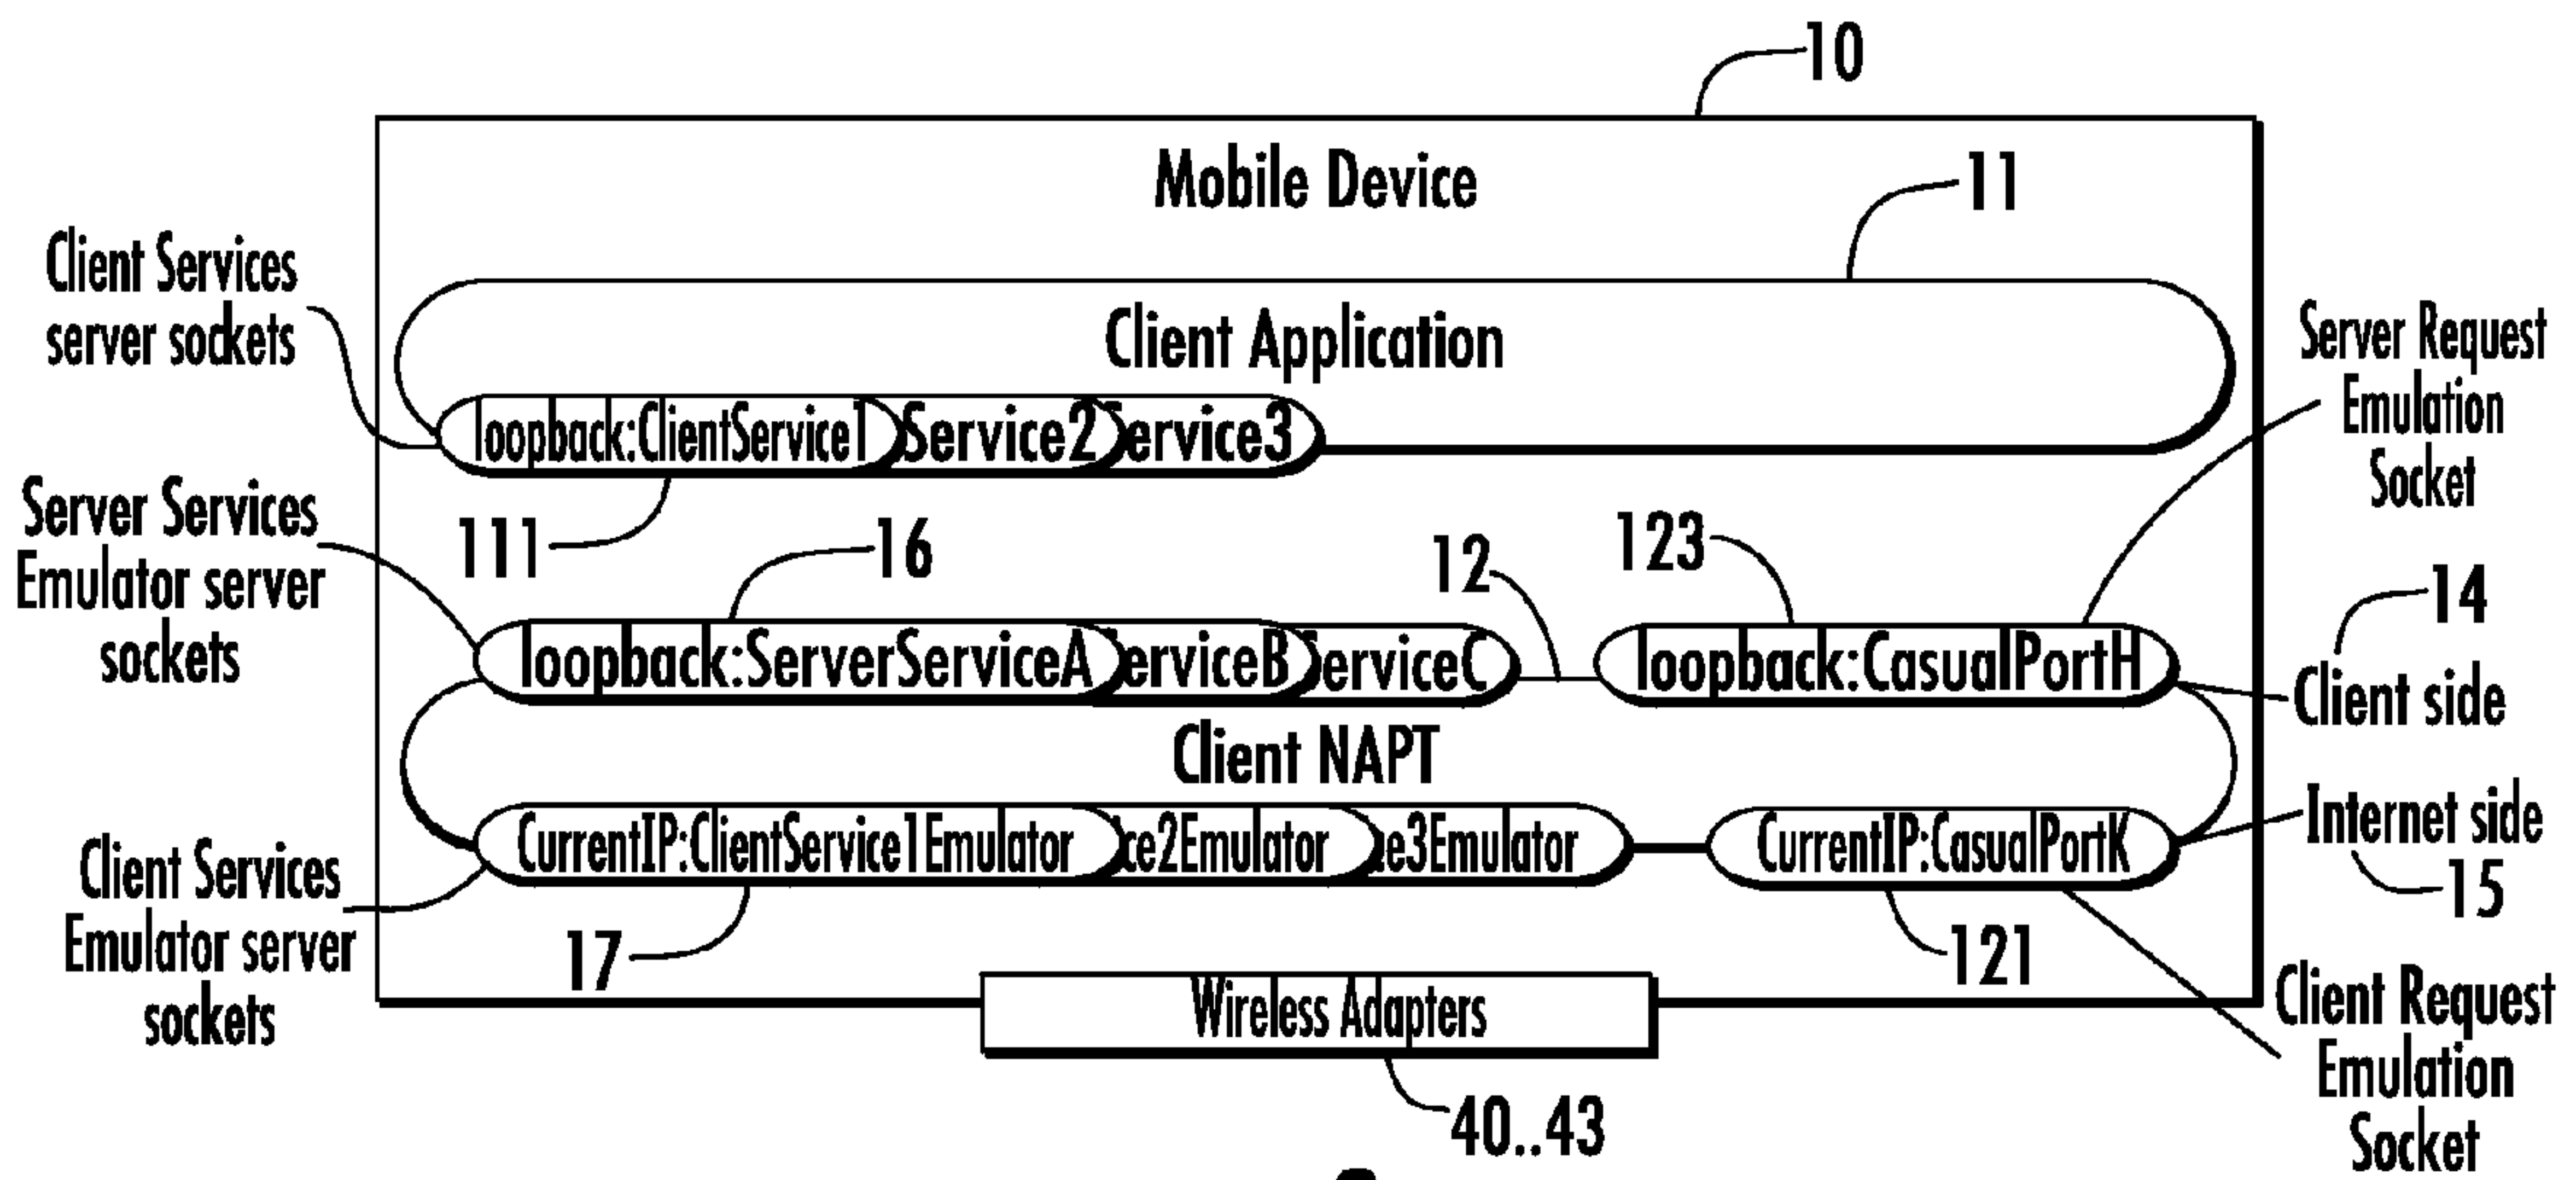 10
Mobile Device
11
Client Services
server sockets
Client Application
Server Request
Emulation
Socket
loopback:ClientService1
Service2
ervice3
Server Services
Emulator server
sockets
111
16
12
123
14
loopback:ServerServiceA
erviceB
erviceC
loopback:CasualPortH
Client side
Client NAPT
Internet side
15
CurrentIP:ClientService1Emulator
ce2Emulator
e3Emulator
CurrentIP:CasualPortK
Client Services
Emulator server
sockets
17
121
Wireless Adapters
Client Request
Emulation
Socket
40..43